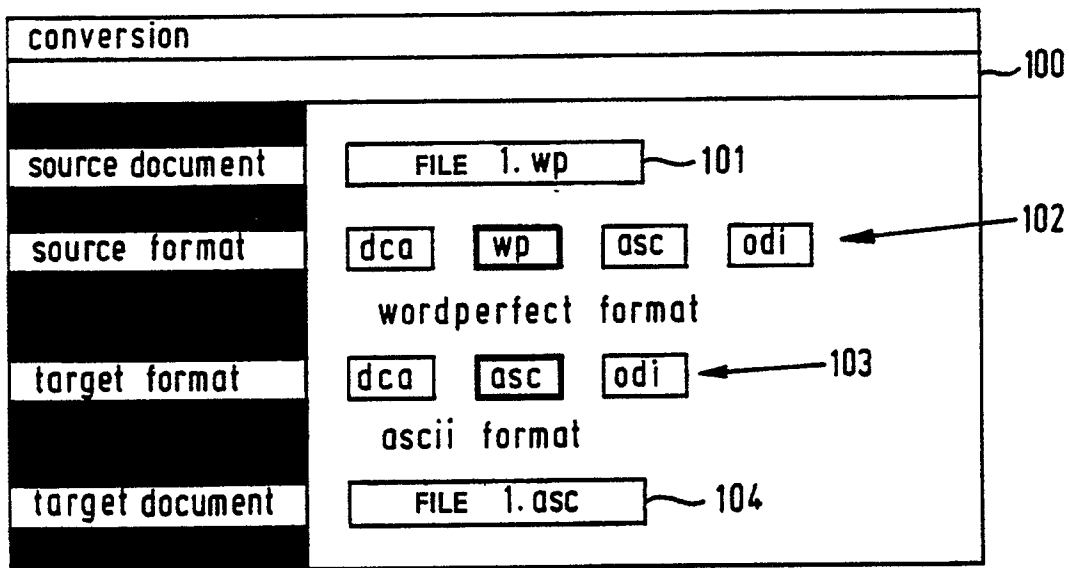 conversion
100
source document FILE 1. wp 101
source format dca wp asc odi 102
wordperfect format
target format dca asc odi 103
ascii format
target document FILE 1. asc 104